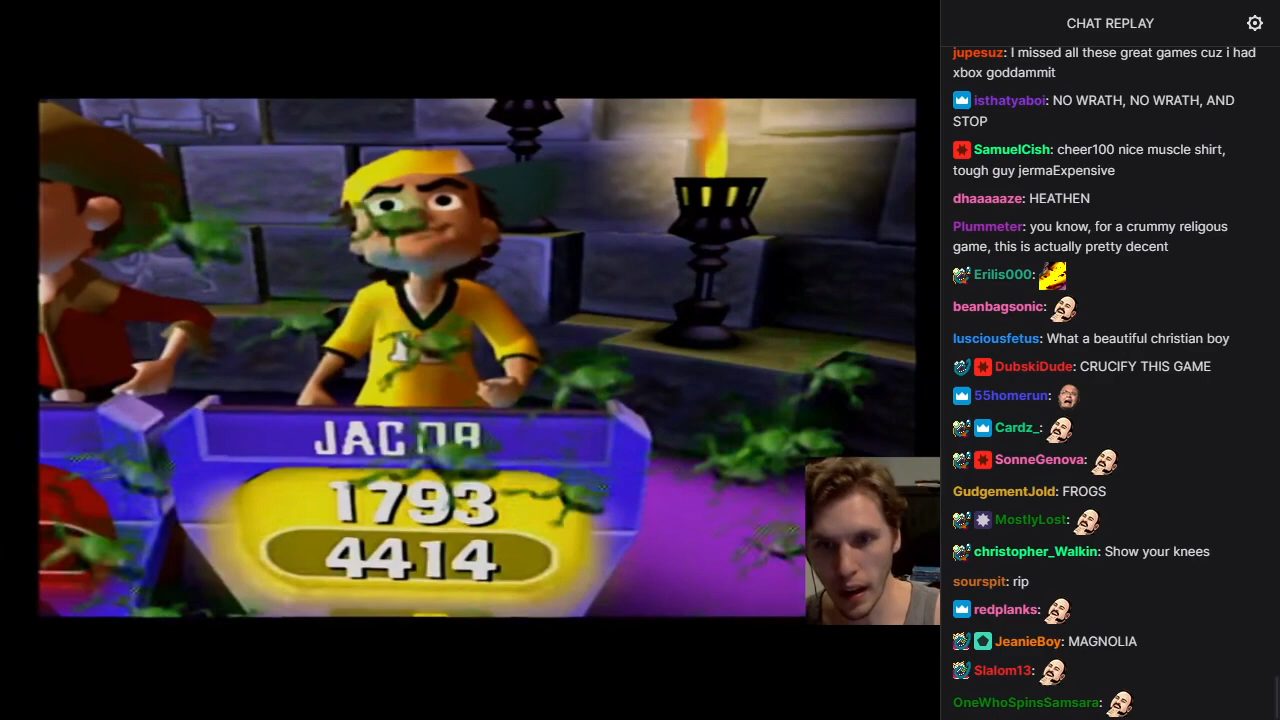 CHAT REPLAY
jupesuz: I missed all these great games cuz i had
xbox goddammit
isthatyaboi: NO WRATH, NO WRATH, AND
STOP
SamuelCish: cheer100 nice muscle shirt,
tough guy jermaExpensive
dhaaaaaze: HEATHEN
Plummeter: you know, for a crummy religous
game, this is actually pretty decent
Erilis000:
beanbagsonic:
lusciousfetus: What a beautiful christian boy
DubskiDude: CRUCIFY THIS GAME
55homerun:
Cardz_:
SonneGenova:
GudgementJold: FROGS
MostlyLost:
christopher_Walkin: Show your knees
sourspit: rip
redplanks:
JeanieBoy: MAGNOLIA
Slalom13:
OneWhoSpinsSamsara:
JACOB
1793
4414